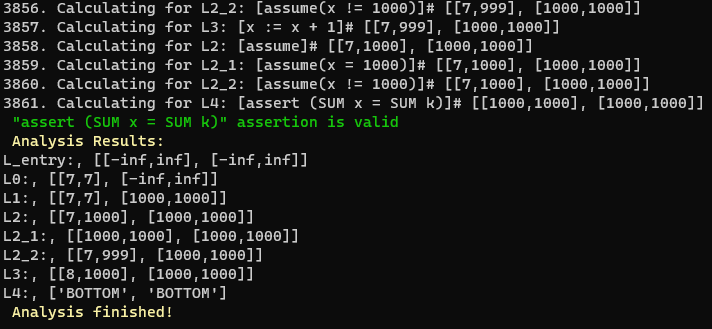 3856. Calculating for L2_2: [assume(x != 1000)]# [[7,999], [1000,1000]]
3857. Calculating for L3: [x := x + 1]# [[7,999], [1000,1000]]
3858. Calculating for L2: [assume]# [[7,1000], [1000,1000]]
3859. Calculating for L2_1: [assume(x = 1000)]# [[7,1000], [1000,1000]]
3860. Calculating for L2_2: [assume(x != 1000)]# [[7,1000], [1000,1000]]
3861. Calculating for L4: [assert (SUM x = SUM k)]# [[1000,1000], [1000,1000]]
"assert (SUM x = SUM k)" assertion is valid
Analysis Results:
L_entry:, [[-inf,inf], [-inf,inf]]
L0:, [[7,7], [-inf,inf]]
L1:, [[7,7], [1000,1000]]
L2:, [[7,1000], [1000,1000]]
L2_1:, [[1000,1000], [1000,1000]]
L2_2:, [[7,999], [1000,1000]]
L3:, [[8,1000], [1000,1000]]
L4:, ['BOTTOM', 'BOTTOM']
Analysis finished!